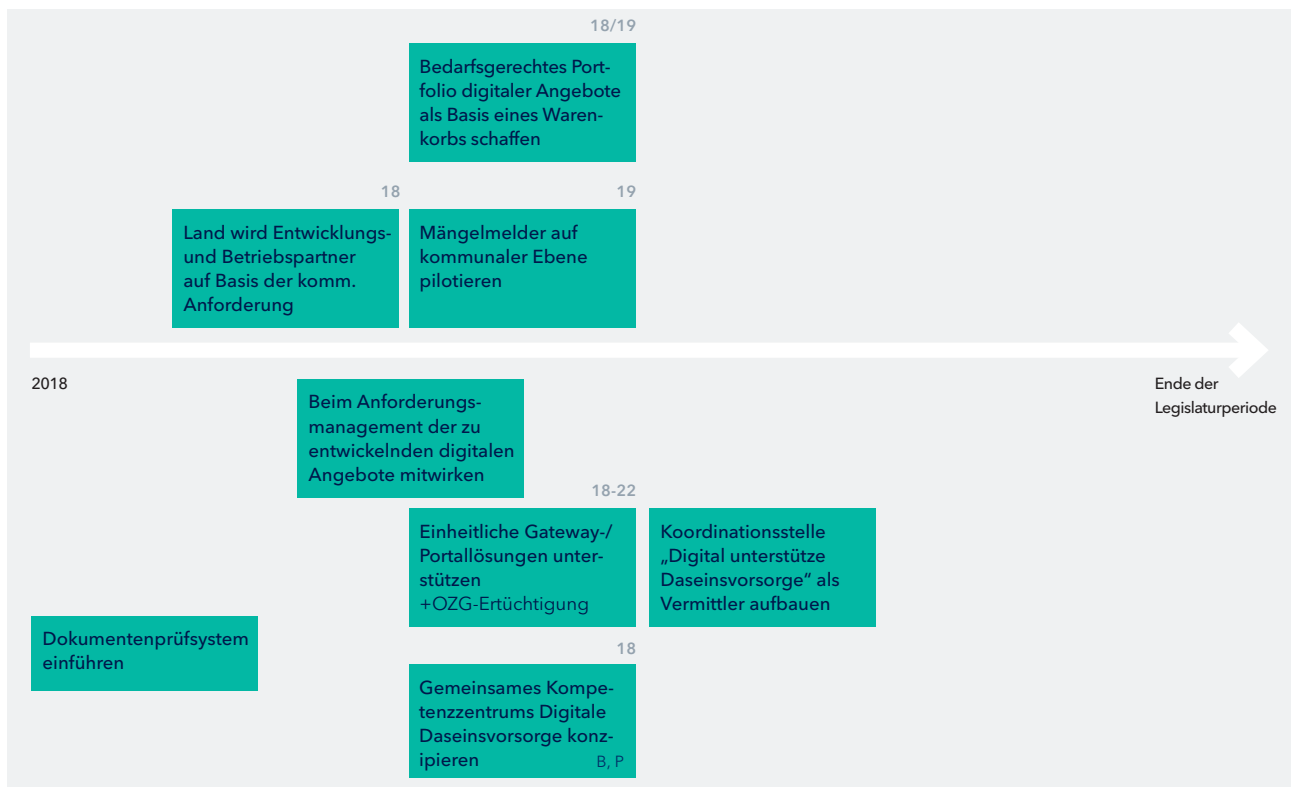 18/19
Bedarfsgerechtes Port-
folio digitaler Angebote
als Basis eines Waren-
korbs schaffen
18
Land wird Entwicklungs-
und Betriebspartner
auf Basis der komm.
Anforderung
19
Mängelmelder auf
kommunaler Ebene
pilotieren
2018
Ende der
Legislaturperiode
Beim Anforderungs-
management der zu
entwickelnden digitalen
Angebote mitwirken
18-22
Einheitliche Gateway-/
Portallösungen unter-
stützen
+OZG-Ertüchtigung
Koordinationsstelle
„Digital unterstütze
Daseinsvorsorge“ als
Vermittler aufbauen
Dokumentenprüfsystem
einführen
18
Gemeinsames Kompe-
tenzzentrums Digitale
Daseinsvorsorge konz-
ipieren B, P